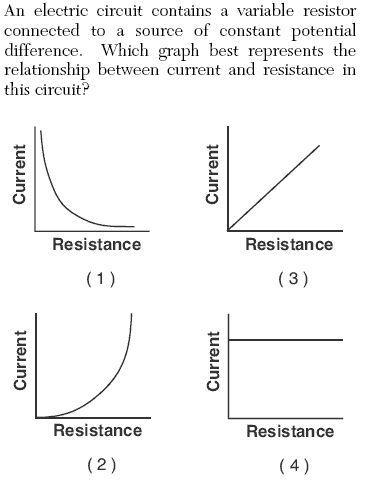 An electric circuit contains a variable resistor
connected to a source of constant potential
difference. Which graph best represents the
relationship between current and resistance in
this circuit?
Current
Resistance
(1)
Current
Resistance
(3)
Current
Resistance
(2)
Current
Resistance
(4)